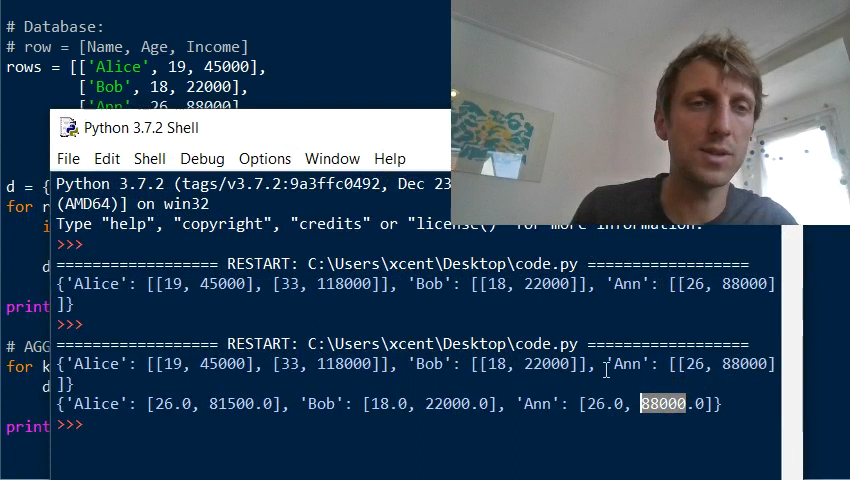 # Database:
# row = [Name, Age, Income]
rows = [['Alice', 19, 45000],
['Bob', 18, 22000],
['Ann', 26, 88000],
Python 3.7.2 Shell
File Edit Shell Debug Options Window Help
d = {
for r
i
d
print
# AGG
for k
d
print
Python 3.7.2 (tags/v3.7.2:9a3ffc0492, Dec 23
(AMD64)] on win32
Type "help", "copyright", "credits" or "license()" for more information.
>>>
================== RESTART: C:\Users\xcent\Desktop\code.py ==================
{'Alice': [[19, 45000], [33, 118000]], 'Bob': [[18, 22000]], 'Ann': [[26, 88000]
]}
>>>
================== RESTART: C:\Users\xcent\Desktop\code.py ==================
{'Alice': [[19, 45000], [33, 118000]], 'Bob': [[18, 22000]], 'Ann': [[26, 88000]
]}
{'Alice': [26.0, 81500.0], 'Bob': [18.0, 22000.0], 'Ann': [26.0, 88000.0]}
>>>